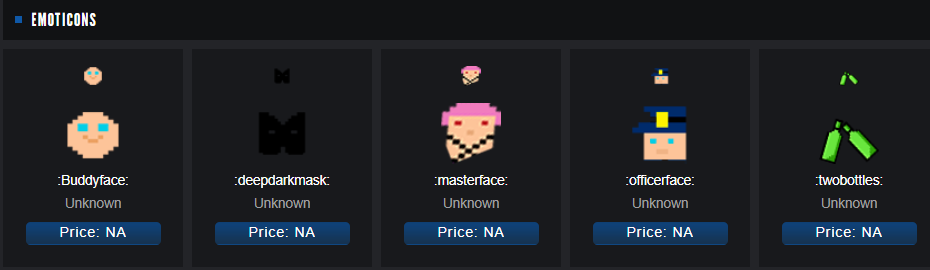 EMOTICONS
:Buddyface: :deepdarkmask: :masterface: :officerface: :twobottles:
Unknown Unknown Unknown Unknown Unknown
Price: NA Price: NA Price: NA Price: NA Price: NA